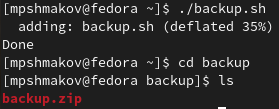 [mpshmakov@fedora ~]$ ./backup.sh
  adding: backup.sh (deflated 35%)
Done
[mpshmakov@fedora ~]$ cd backup
[mpshmakov@fedora backup]$ ls
backup.zip